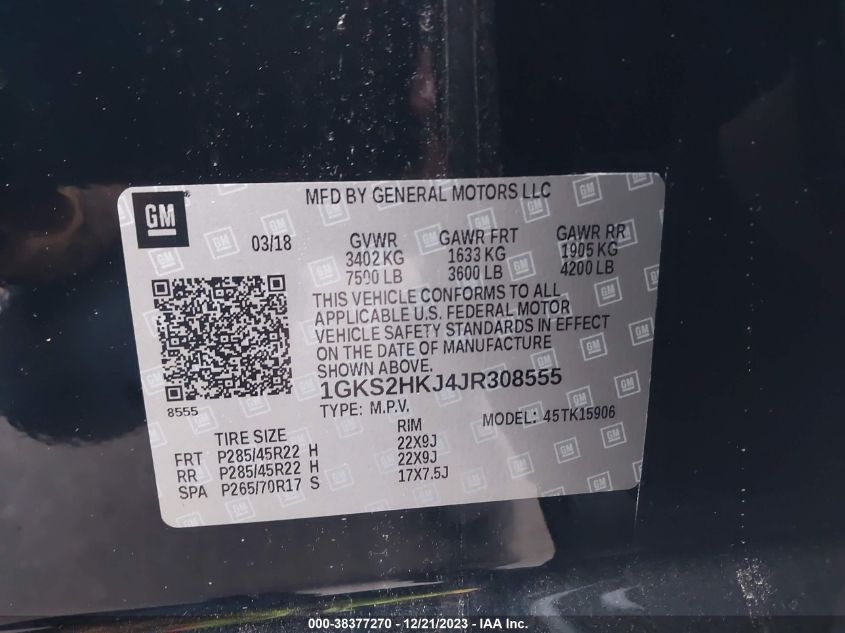 MFD BY GENERAL MOTORS LLC
GM
03/18 GVWR GAWR FRT GAWR RR
3402 KG 1633 KG 1905 KG
7500 LB 3600 LB 4200 LB
THIS VEHICLE CONFORMS TO ALL
APPLICABLE U.S. FEDERAL MOTOR
VEHICLE SAFETY STANDARDS IN EFFECT
ON THE DATE OF MANUFACTURE
SHOWN ABOVE.
8555
1GKS2HKJ4JR308555
TYPE: M.P.V. MODEL: 45TK15906
TIRE SIZE RIM
FRT P285/45R22 H 22X9J
RR P285/45R22 H 22X9J
SPA P265/70R17 S 17X7.5J
000-38377270 - 12/21/2023 - IAA Inc.